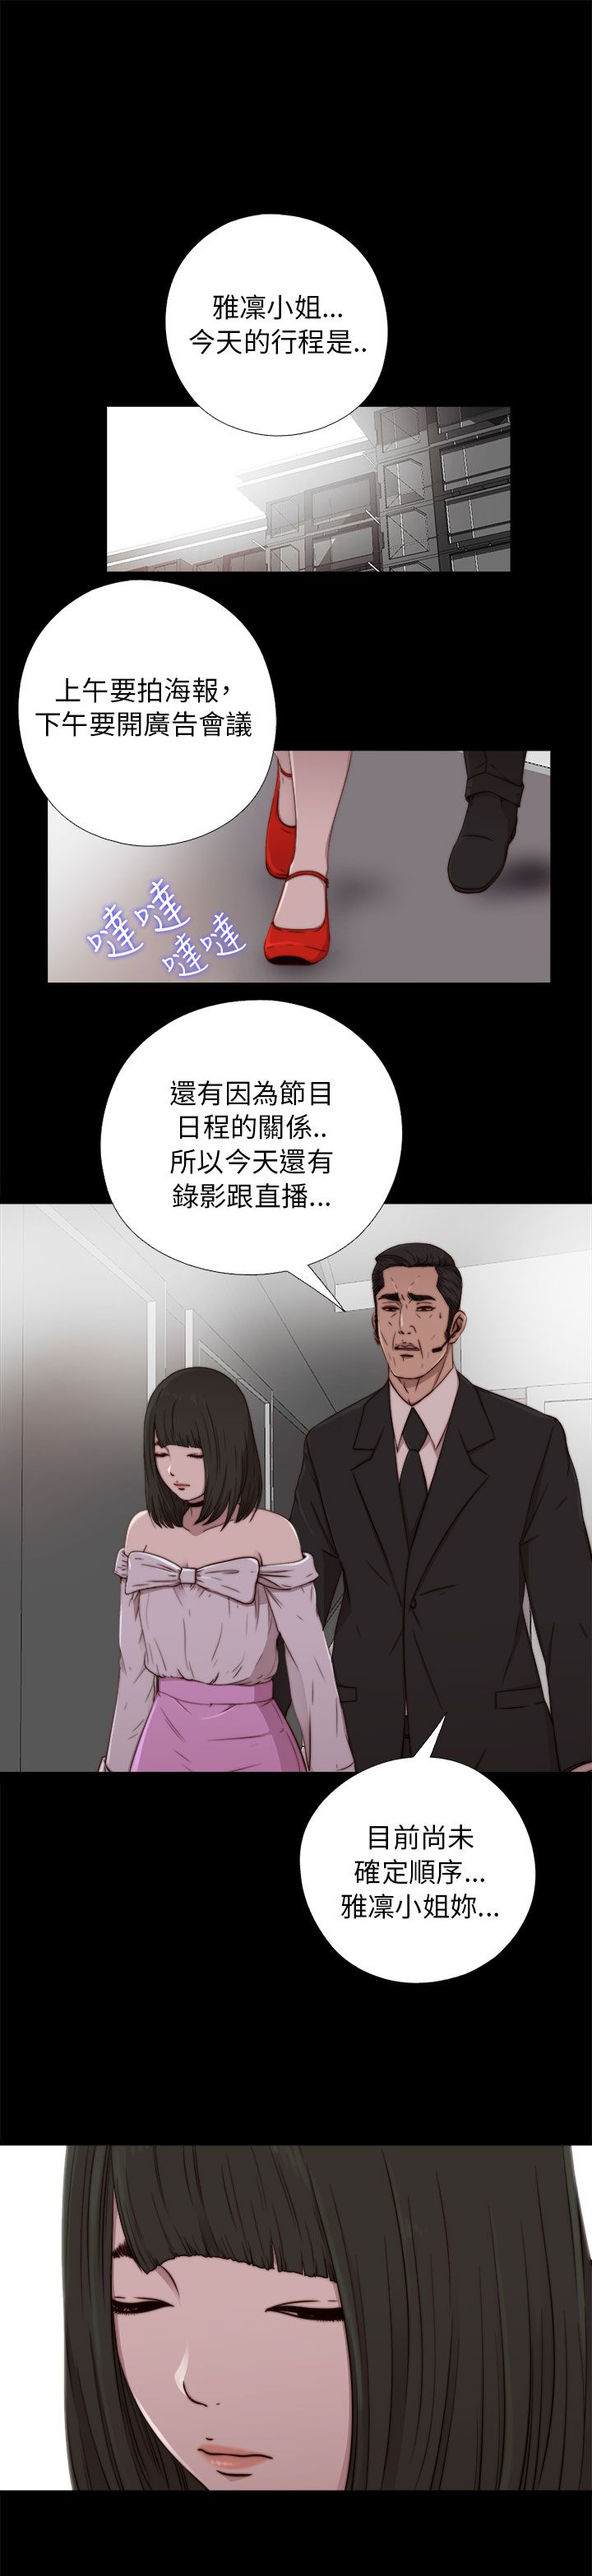 雅凜小姐...
今天的行程是..
上午要拍海報,
下午要開廣告會議
噠噠
噠噠
還有因為節目
日程的關係..
所以今天還有
錄影跟直播...
目前尚未
確定順序...
雅凜小姐妳...